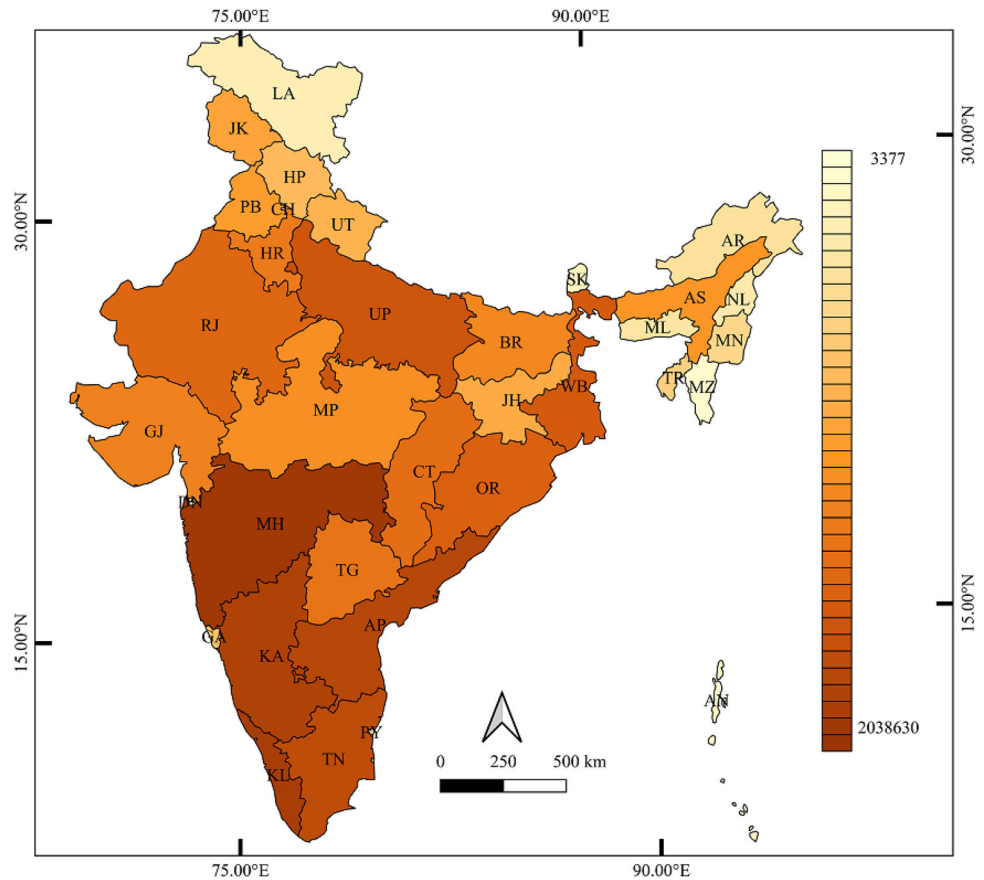 75.00°E 90.00°E
LA
3377
30.00°N
JK
HP
PB
CH
30.00°N
UT
HR
AR
SK
AS
NL
RJ
UP
ML
BR
MN
TR
MZ
WB
JH
MP
GJ
CT
OR
DN
MH
TG
15.00°N
AP
GA
15.00°N
KA
AN
2038630
PY
TN
KL
0 250 500 km
75.00°E 90.00°E